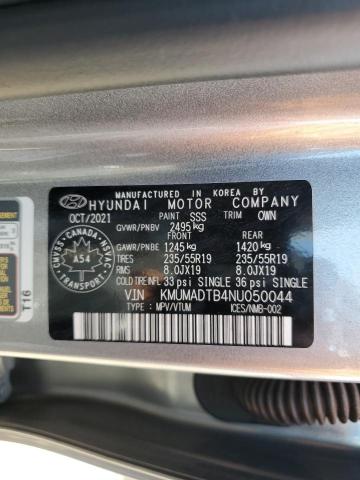 MANUFACTURED IN KOREA BY
HYUNDAI MOTOR COMPANY
OCT/2021 PAINT SSS TRIM OWN
GVWR/PNBV 2495 kg
GAWR/PNBE 1245 kg 1420 kg
TIRES 235/55R19 235/55R19
RIMS 8.0JX19 8.0JX19
COLD TIRE INFL 33 psi SINGLE 36 psi SINGLE
VIN KMUMADTB4NU050044
TYPE : MPV/VTUM ICES/NMB-002
CMVSS - CANADA - NSVAC
A54
TRANSPORT
T16